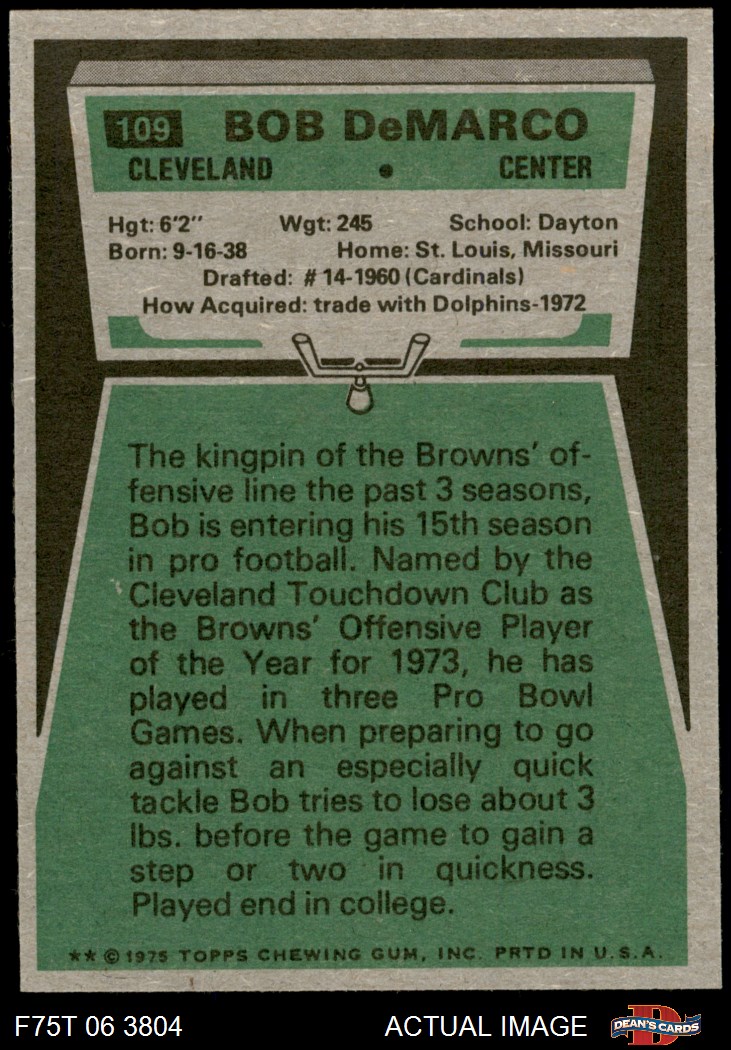 109 BOB DeMARCO
CLEVELAND • CENTER
Hgt: 6'2" Wgt: 245 School: Dayton
Born: 9-16-38 Home: St. Louis, Missouri
Drafted: # 14-1960 (Cardinals)
How Acquired: trade with Dolphins-1972
The kingpin of the Browns' of-
fensive line the past 3 seasons,
Bob is entering his 15th season
in pro football. Named by the
Cleveland Touchdown Club as
the Browns' Offensive Player
of the Year for 1973, he has
played in three Pro Bowl
Games. When preparing to go
against an especially quick
tackle Bob tries to lose about 3
lbs. before the game to gain a
step or two in quickness.
Played end in college.
** © 1975 TOPPS CHEWING GUM, INC. PRTD IN U.S.A.
F75T 06 3804 ACTUAL IMAGE D DEAN'S CARDS